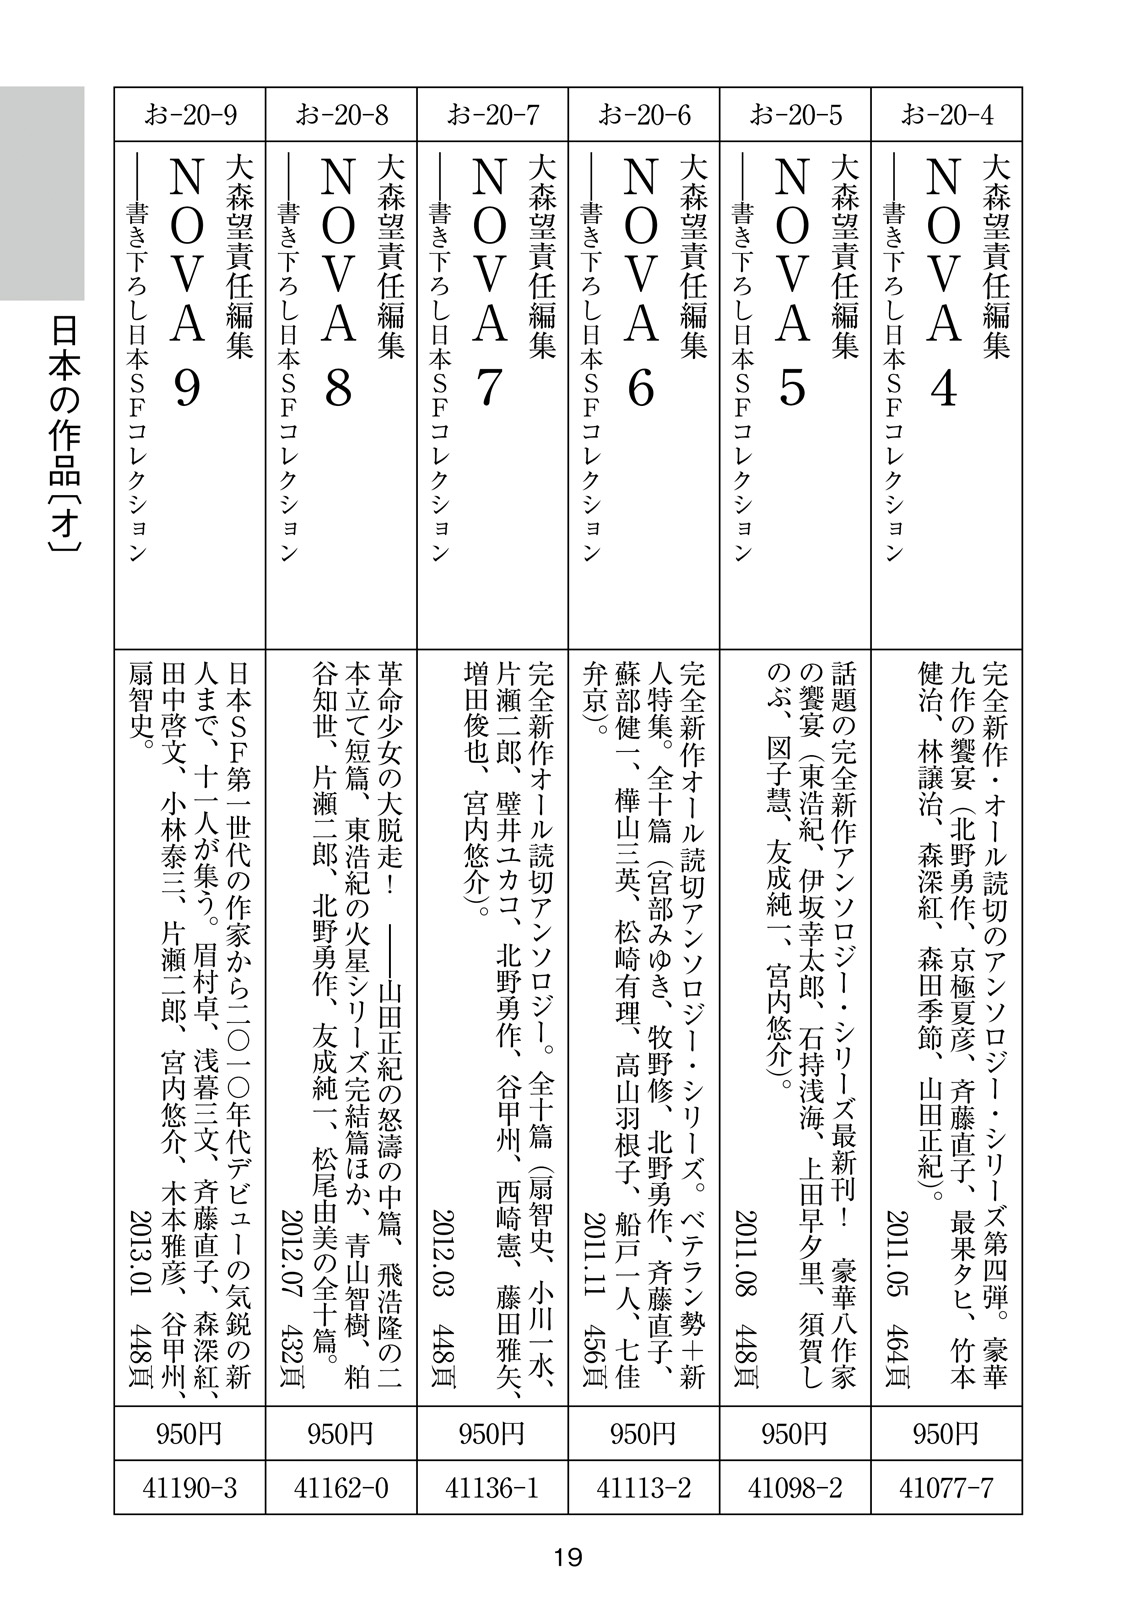 日本の作品〔オ〕
お-20-4
大森望責任編集
NOVA 4
――書き下ろし日本SFコレクション
完全新作・オール読切のアンソロジー・シリーズ第四弾。豪華
九作の饗宴（北野勇作、京極夏彦、斉藤直子、最果タヒ、竹本
健治、林譲治、森深紅、森田季節、山田正紀）。
2011.05 464頁
950円
41077-7
お-20-5
大森望責任編集
NOVA 5
――書き下ろし日本SFコレクション
話題の完全新作アンソロジー・シリーズ最新刊！　豪華八作家
の饗宴（東浩紀、伊坂幸太郎、石持浅海、上田早夕里、須賀し
のぶ、図子慧、友成純一、宮内悠介）。
2011.08 448頁
950円
41098-2
お-20-6
大森望責任編集
NOVA 6
――書き下ろし日本SFコレクション
完全新作オール読切アンソロジー・シリーズ。ベテラン勢＋新
人特集。全十篇（宮部みゆき、牧野修、北野勇作、斉藤直子、
蘇部健一、樺山三英、松崎有理、高山羽根子、船戸一人、七佳
弁京）。
2011.11 456頁
950円
41113-2
お-20-7
大森望責任編集
NOVA 7
――書き下ろし日本SFコレクション
完全新作オール読切アンソロジー。全十篇（扇智史、小川一水、
片瀬二郎、壁井ユカコ、北野勇作、谷甲州、西崎憲、藤田雅矢、
増田俊也、宮内悠介）。
2012.03 448頁
950円
41136-1
お-20-8
大森望責任編集
NOVA 8
――書き下ろし日本SFコレクション
革命少女の大脱走！　――山田正紀の怒濤の中篇、飛浩隆の二
本立て短篇、東浩紀の火星シリーズ完結篇ほか、青山智樹、粕
谷知世、片瀬二郎、北野勇作、友成純一、松尾由美の全十篇。
2012.07 432頁
950円
41162-0
お-20-9
大森望責任編集
NOVA 9
――書き下ろし日本SFコレクション
日本SF第一世代の作家から二〇一〇年代デビューの気鋭の新
人まで、十一人が集う。眉村卓、浅暮三文、斉藤直子、森深紅、
田中啓文、小林泰三、片瀬二郎、宮内悠介、木本雅彦、谷甲州、
扇智史。
2013.01 448頁
950円
41190-3
19